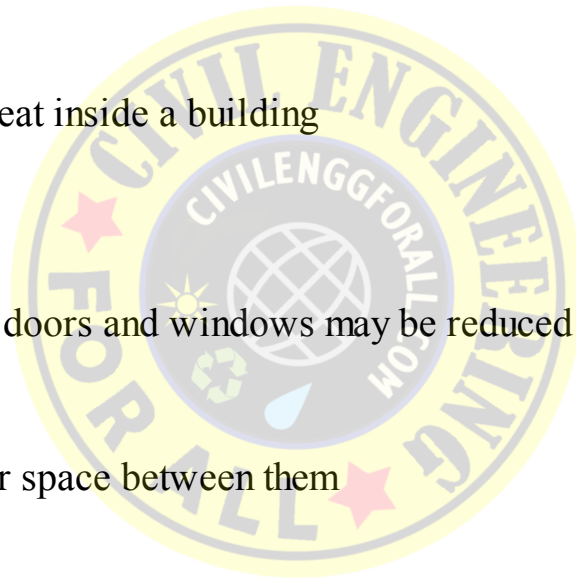 eat inside a building
doors and windows may be reduced
r space between them
CIVIL ENGINEERING
FOR ALL
CIVILENGGFORALL.COM